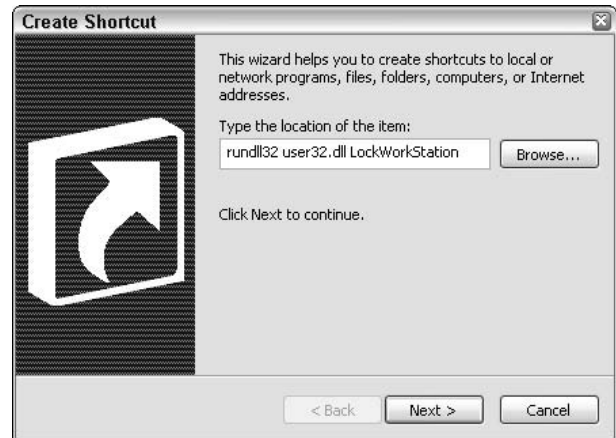 Create Shortcut
This wizard helps you to create shortcuts to local or
network programs, files, folders, computers, or Internet
addresses.
Type the location of the item:
rundll32 user32.dll LockWorkStation
Browse...
Click Next to continue.
< Back
Next >
Cancel